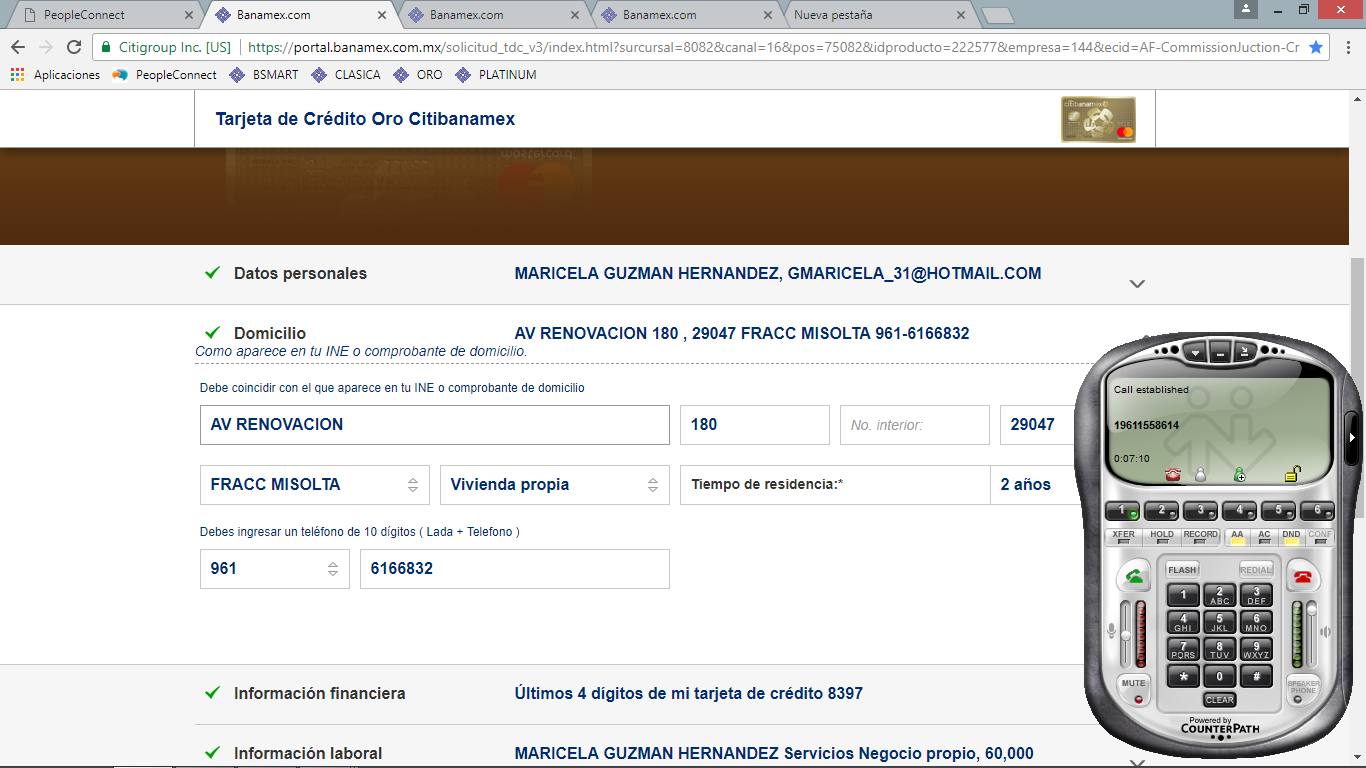 PeopleConnect
Banamex.com
Banamex.com
Banamex.com
Nueva pestaña
Citigroup Inc. [US] https://portal.banamex.com.mx/solicitud_tdc_v3/index.html?surcursal=8082&canal=16&pos=75082&idproducto=222577&empresa=144&ecid=AF-CommissionJuction-Cr
Aplicaciones PeopleConnect BSMART CLASICA ORO PLATINUM
Tarjeta de Crédito Oro Citibanamex
citibanamex
mastercard
Datos personales MARICELA GUZMAN HERNANDEZ, GMARICELA_31@HOTMAIL.COM
Domicilio AV RENOVACION 180 , 29047 FRACC MISOLTA 961-6166832
Como aparece en tu INE o comprobante de domicilio.
Debe coincidir con el que aparece en tu INE o comprobante de domicilio
AV RENOVACION 180 No. interior: 29047
FRACC MISOLTA Vivienda propia Tiempo de residencia:* 2 años
Debes ingresar un teléfono de 10 dígitos ( Lada + Telefono )
961 6166832
Información financiera Últimos 4 dígitos de mi tarjeta de crédito 8397
Información laboral MARICELA GUZMAN HERNANDEZ Servicios Negocio propio, 60,000
Call established
19611558614
0:07:10
1 2 3 4 5 6
XFER HOLD RECORD AA AC DND CONF
FLASH REDIAL
1 2 ABC 3 DEF
4 GHI 5 JKL 6 MNO
7 PQRS 8 TUV 9 WXYZ
* 0 #
MUTE CLEAR SPEAKER PHONE
Powered by
COUNTERPATH